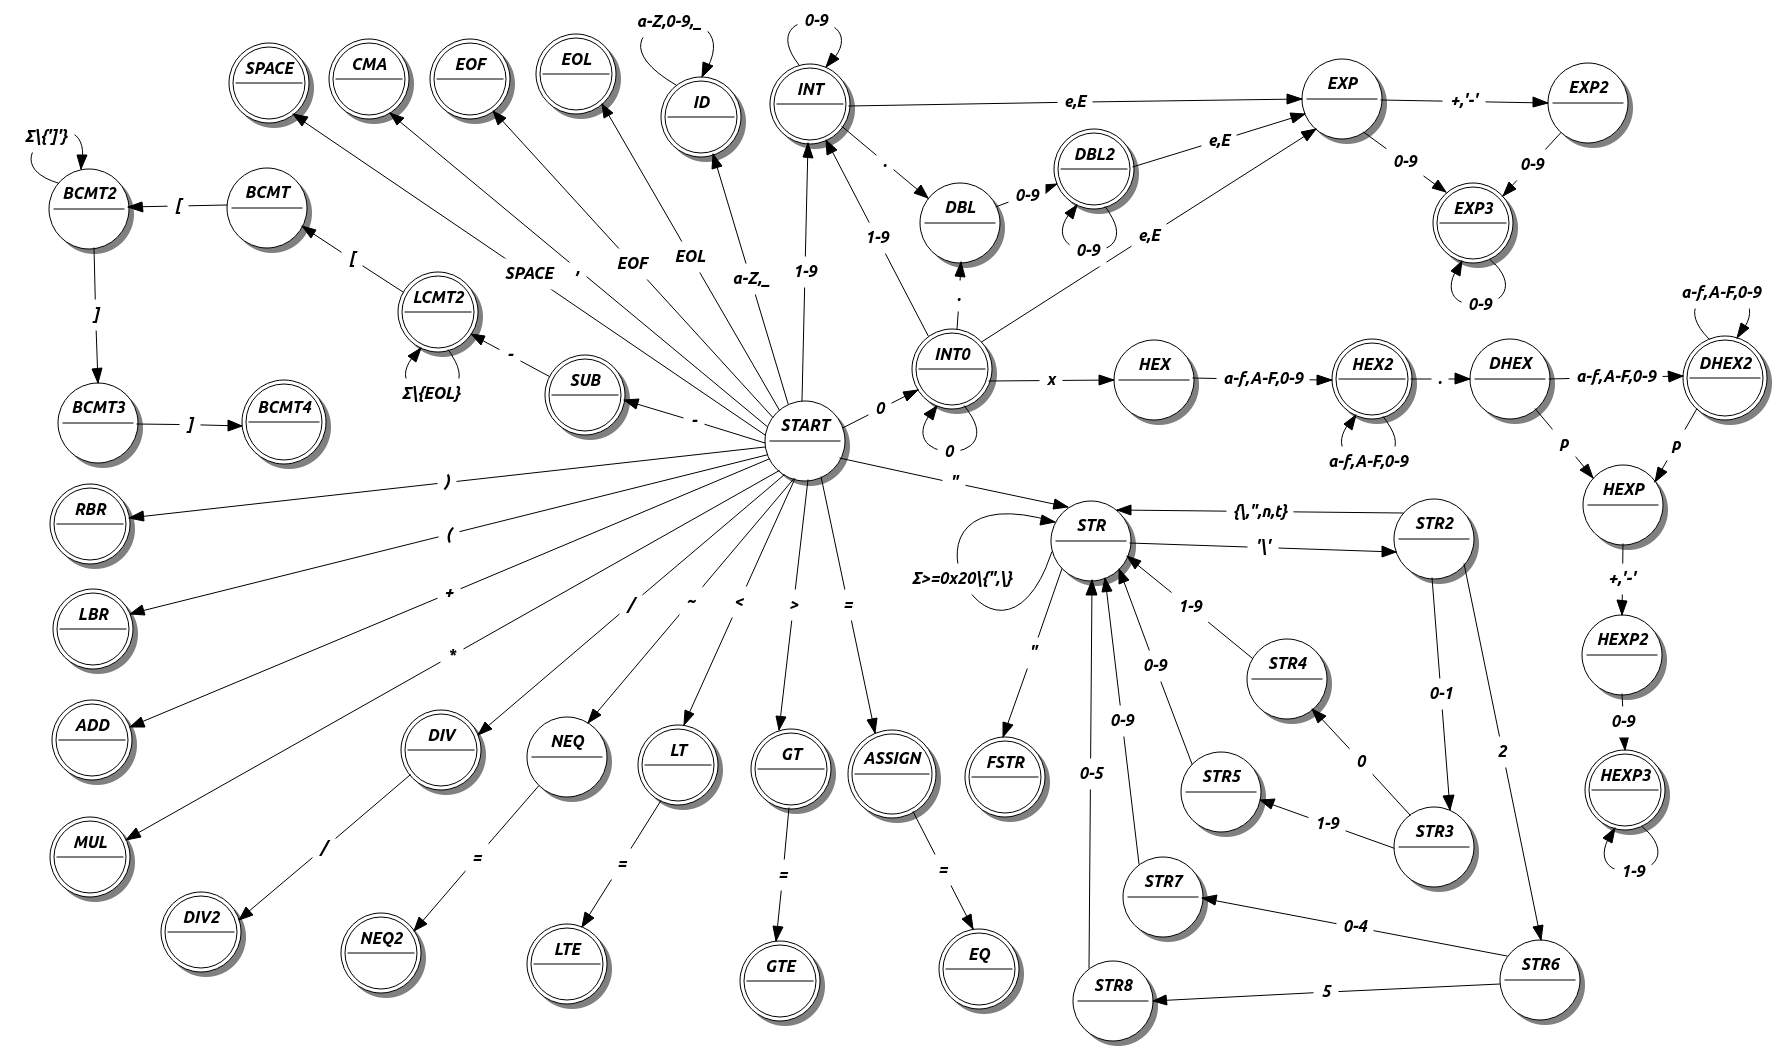 a-Z,0-9,_
0-9
SPACE
CMA
EOF
EOL
ID
INT
EXP
EXP2
e,E
+,'-'
Σ\{']'}
BCMT2
[
BCMT
.
DBL2
e,E
0-9
0-9
DBL
0-9
EXP3
1-9
e,E
0-9
0-9
[
SPACE
,
EOF
EOL
a-Z,_
1-9
.
LCMT2
]
-
Σ\{EOL}
SUB
INT0
x
HEX
a-f,A-F,0-9
HEX2
.
DHEX
a-f,A-F,0-9
DHEX2
a-f,A-F,0-9
a-f,A-F,0-9
BCMT3
]
BCMT4
-
START
0
0
p
p
)
"
RBR
HEXP
(
{\,",n,t}
STR
STR2
'\'
Σ>=0x20\{",\}
+,'-'
LBR
+
/
~
<
>
=
1-9
HEXP2
*
"
0-9
STR4
0-1
ADD
DIV
NEQ
LT
GT
ASSIGN
FSTR
0-9
0-5
STR5
0
2
0-9
HEXP3
MUL
/
=
=
=
=
1-9
STR3
1-9
STR7
DIV2
NEQ2
LTE
GTE
EQ
0-4
STR8
5
STR6